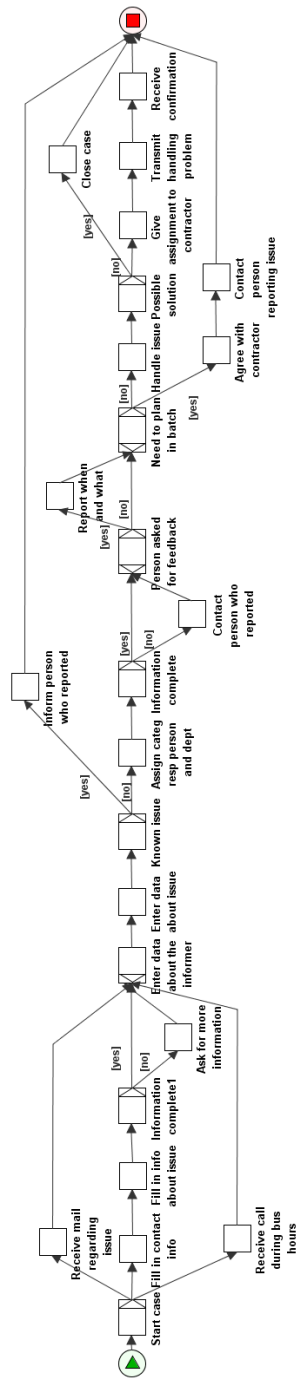 Start case
Fill in contact
info
Receive mail
regarding
issue
Receive call
during bus
hours
Fill in info
about issue
Information
complete1
[yes]
[no]
Ask for more
information
Enter data
about the
informer
Enter data
about issue
Known issue
[yes]
[no]
Inform person
who reported
Assign categ
resp person
and dept
Information
complete
[yes]
[no]
Contact
person who
reported
Person asked
for feedback
[yes]
[no]
Report when
and what
Need to plan
in batch
[no]
[yes]
Agree with
contractor
Contact
person
reporting issue
Handle issue
Possible
solution
[yes]
[no]
Close case
Give
assignment to
contractor
Transmit
handling
problem
Receive
confirmation